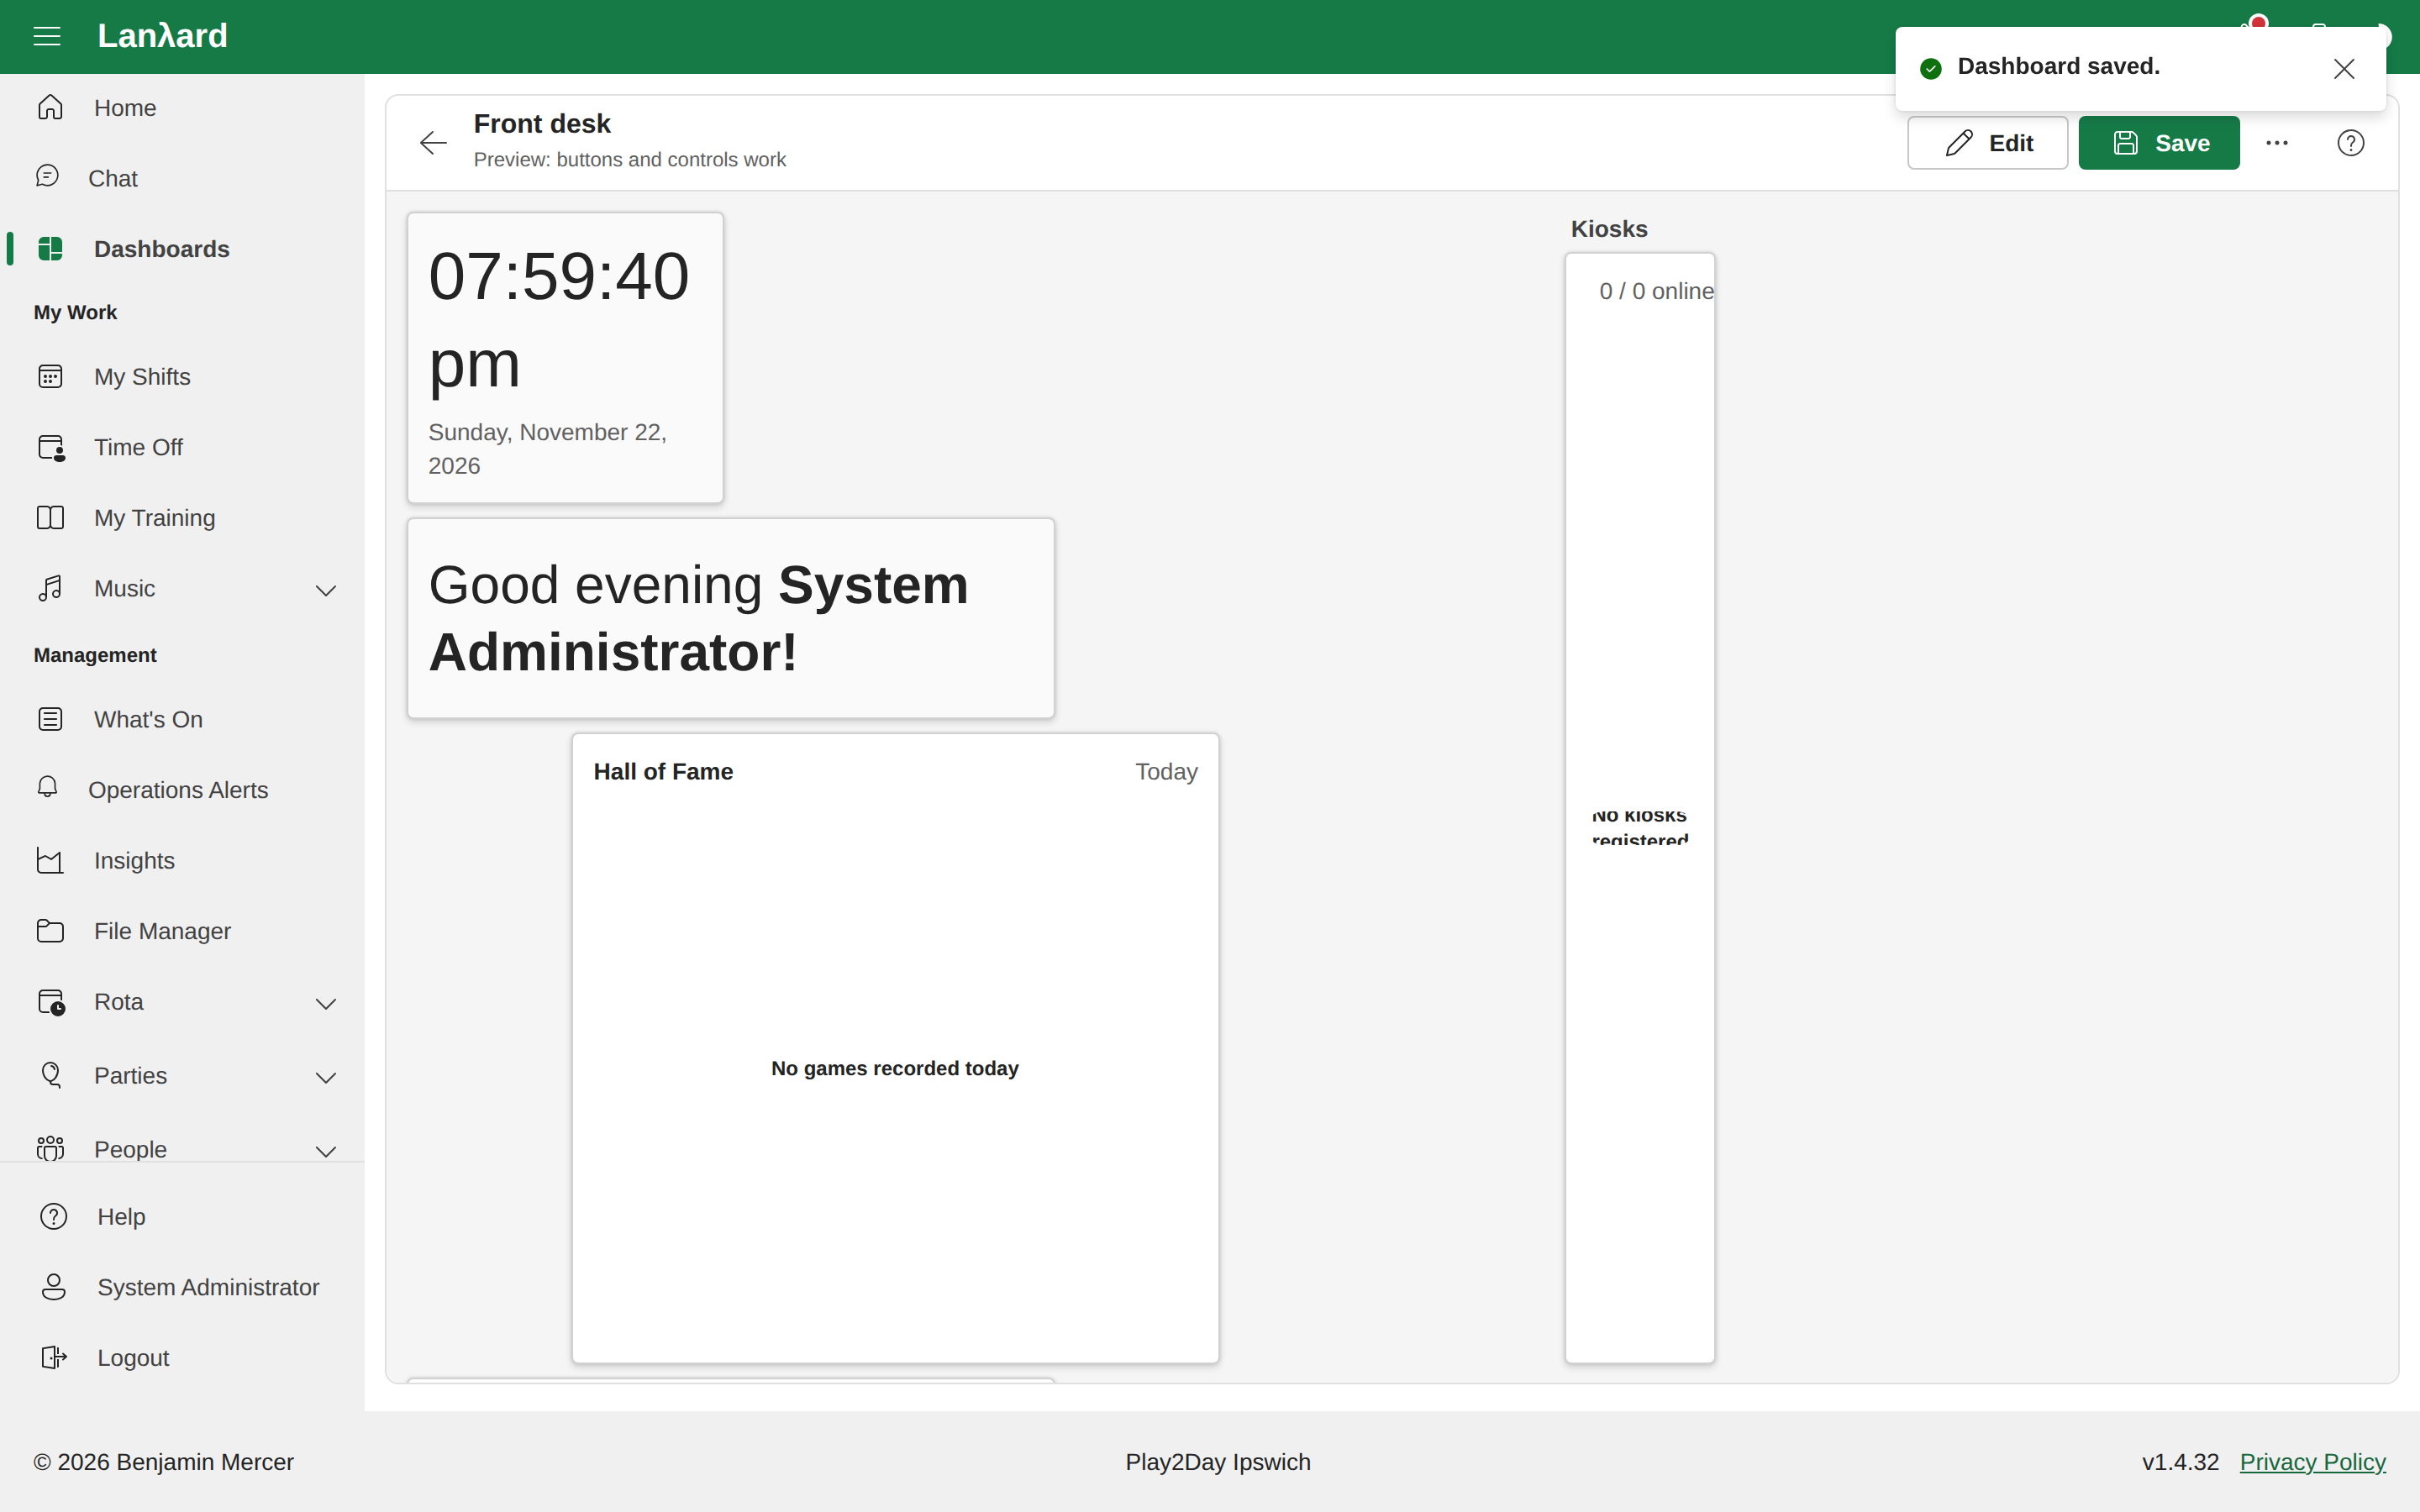 Lanλard
Dashboard saved.
Home
Chat
Dashboards
My Work
My Shifts
Time Off
My Training
Music
Management
What's On
Operations Alerts
Insights
File Manager
Rota
Parties
People
Help
System Administrator
Logout
Front desk
Preview: buttons and controls work
Edit
Save
07:59:40
pm
Sunday, November 22,
2026
Good evening System
Administrator!
Hall of Fame
Today
No games recorded today
Kiosks
0 / 0 online
No kiosks
registered
© 2026 Benjamin Mercer
Play2Day Ipswich
v1.4.32
Privacy Policy